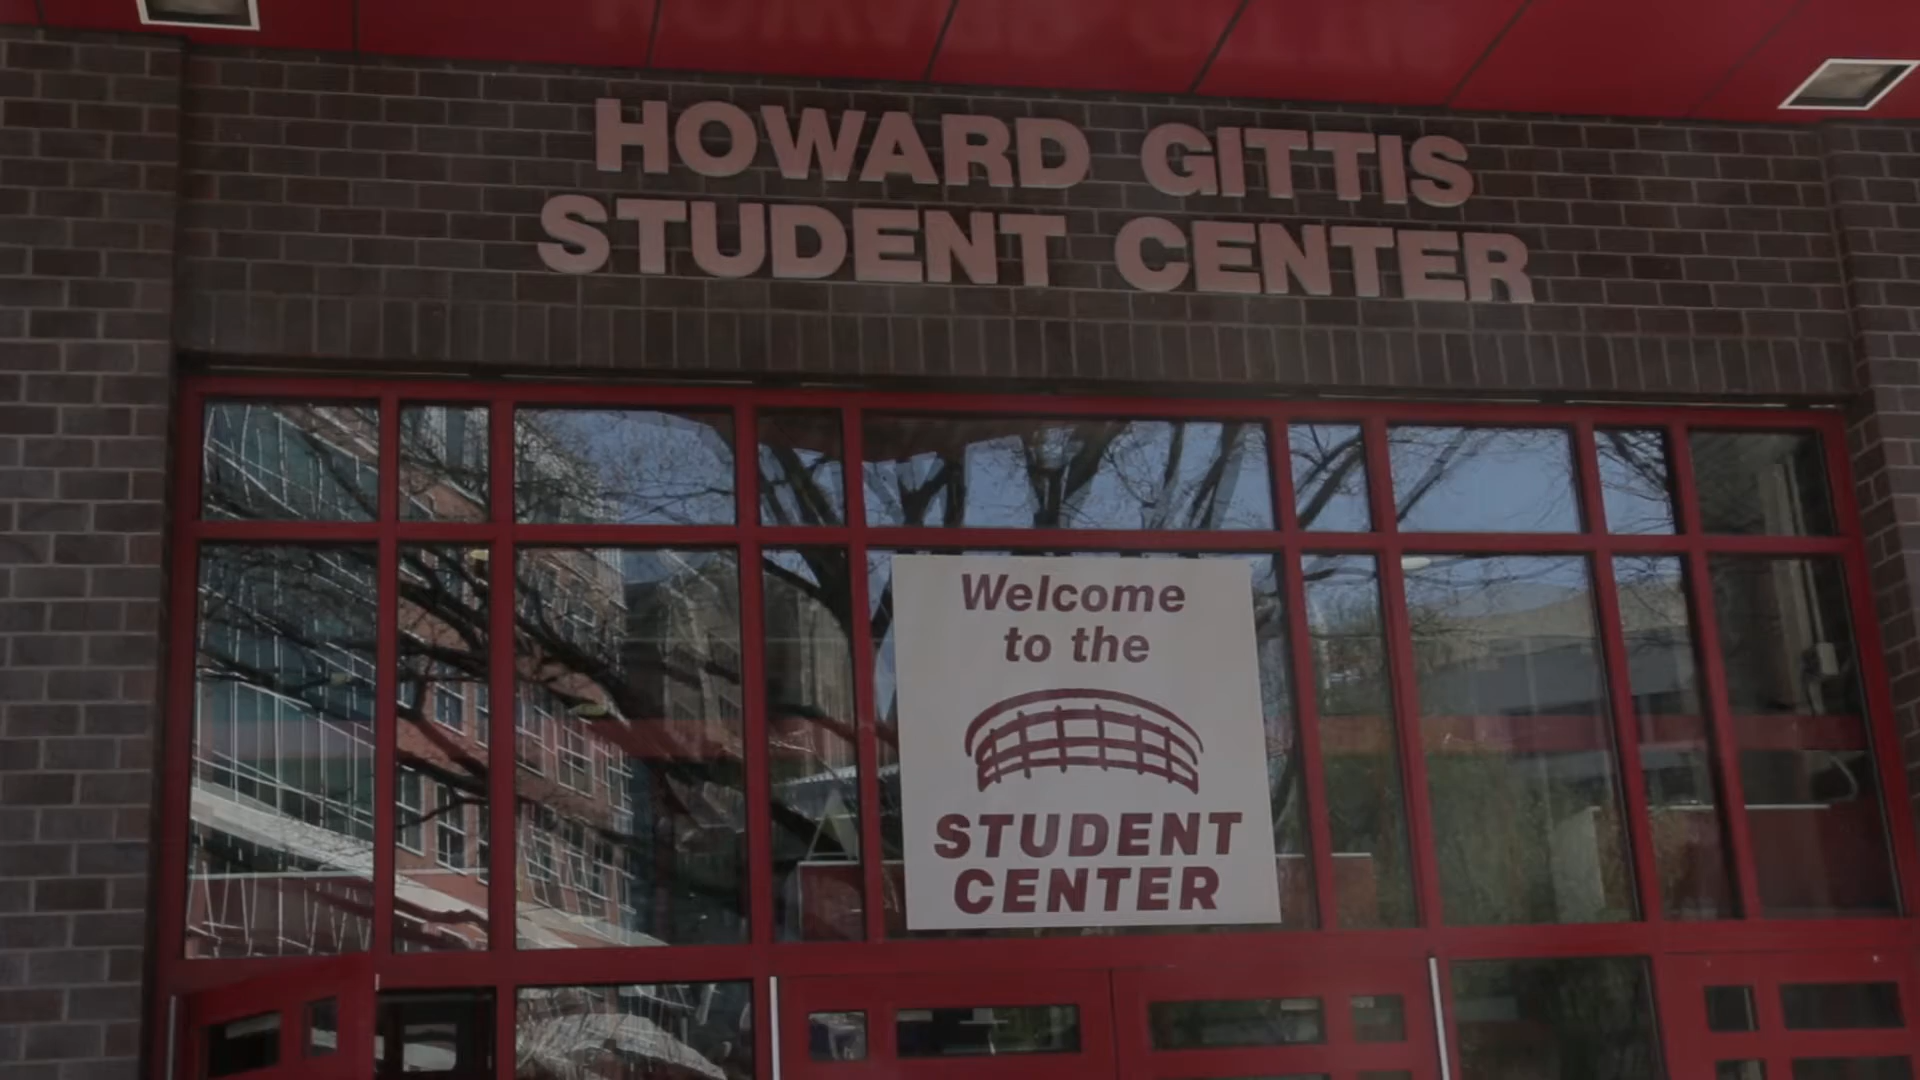 HOWARD GITTIS
STUDENT CENTER
Welcome
to the
STUDENT
CENTER